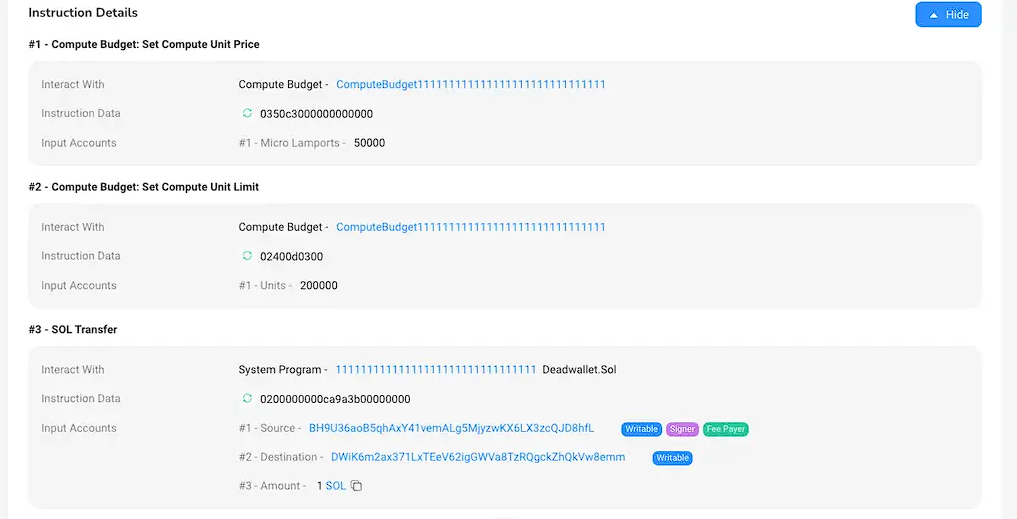 Instruction Details
Hide
#1 - Compute Budget: Set Compute Unit Price
Interact With Compute Budget - ComputeBudget111111111111111111111111111111
Instruction Data 0350c3000000000000
Input Accounts #1 - Micro Lamports - 50000
#2 - Compute Budget: Set Compute Unit Limit
Interact With Compute Budget - ComputeBudget111111111111111111111111111111
Instruction Data 02400d0300
Input Accounts #1 - Units - 200000
#3 - SOL Transfer
Interact With System Program - 11111111111111111111111111111111 Deadwallet.Sol
Instruction Data 0200000000ca9a3b00000000
Input Accounts #1 - Source - BH9U36aoB5qhAxY41vemALg5MjyzwKX6LX3zcQJD8hfL Writable Signer Fee Payer
#2 - Destination - DWiK6m2ax371LxTEeV62igGWVa8TzRQgckZhQkVw8emm Writable
#3 - Amount - 1 SOL